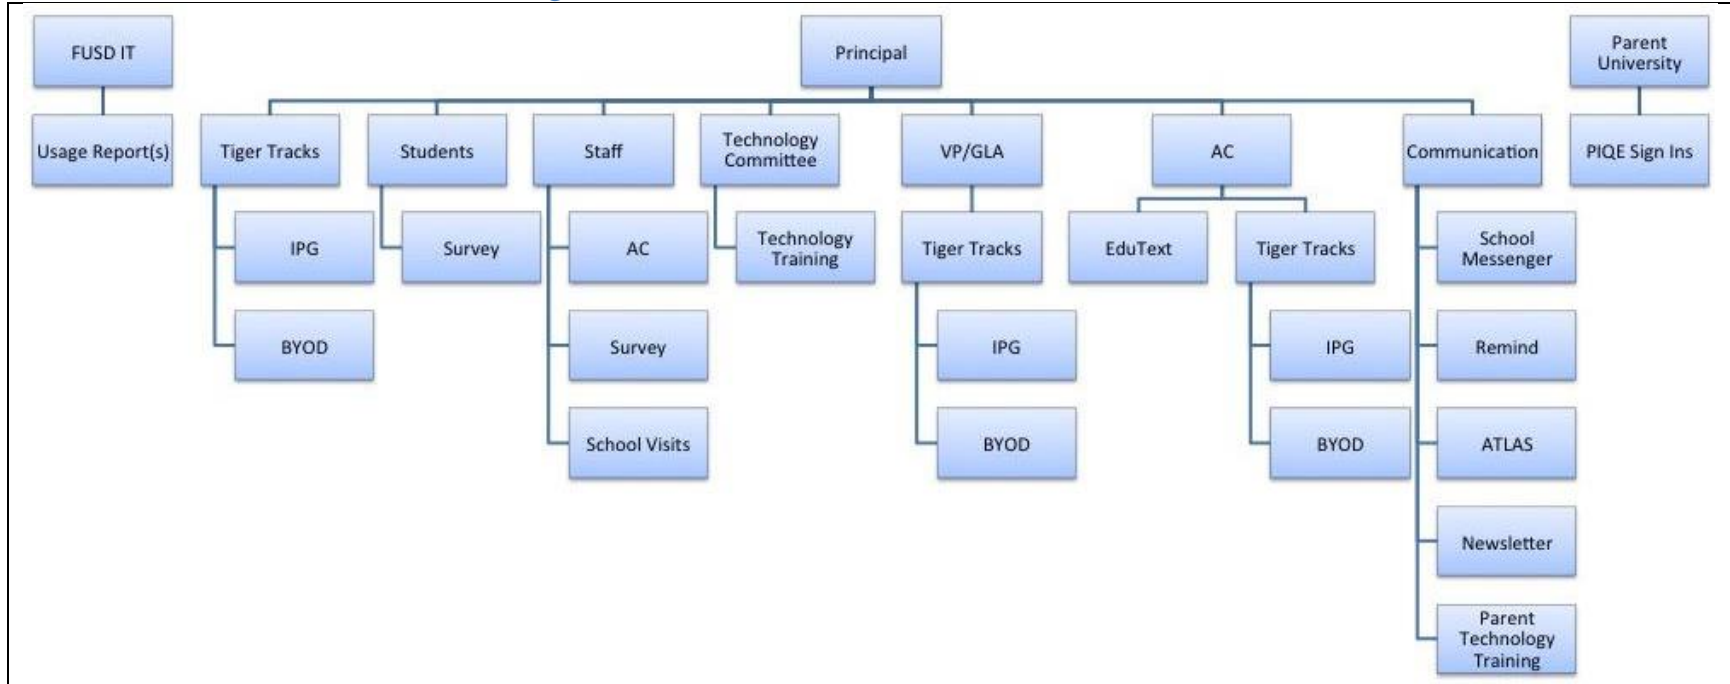 FUSD IT
Principal
Parent
University
Usage Report(s)
Tiger Tracks
Students
Staff
Technology
Committee
VP/GLA
AC
Communication
PIQE Sign Ins
IPG
Survey
AC
Technology
Training
Tiger Tracks
EduText
Tiger Tracks
School
Messenger
BYOD
Survey
IPG
IPG
Remind
School Visits
BYOD
BYOD
ATLAS
Newsletter
Parent
Technology
Training